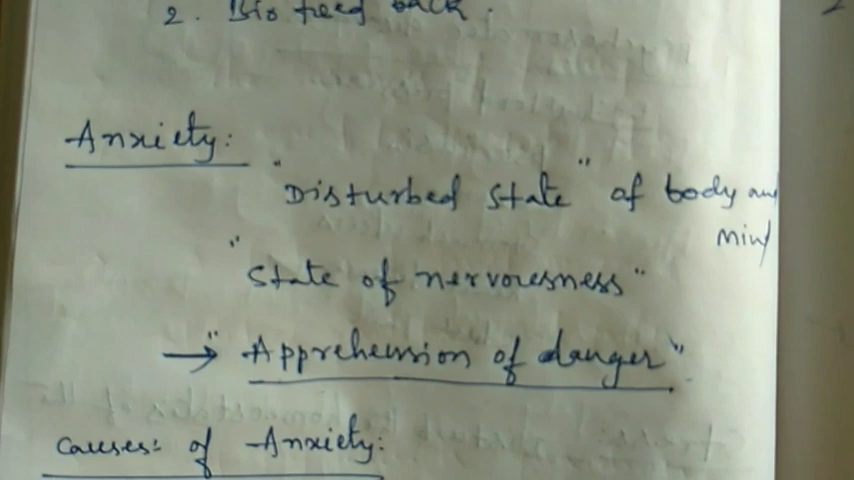 2. Bio feed back.
Anxiety:
"Disturbed state" of body and
mind
"State of nervousness"
→ "Apprehension of danger"
Causes: of Anxiety: